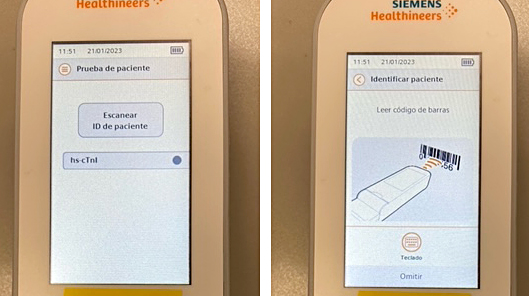 Healthineers
11:51 21/01/2023
Prueba de paciente
Escanear
ID de paciente
hs-cTnI
SIEMENS
Healthineers
11:51 21/01/2023
Identificar paciente
Leer código de barras
56
Teclado
Omitir